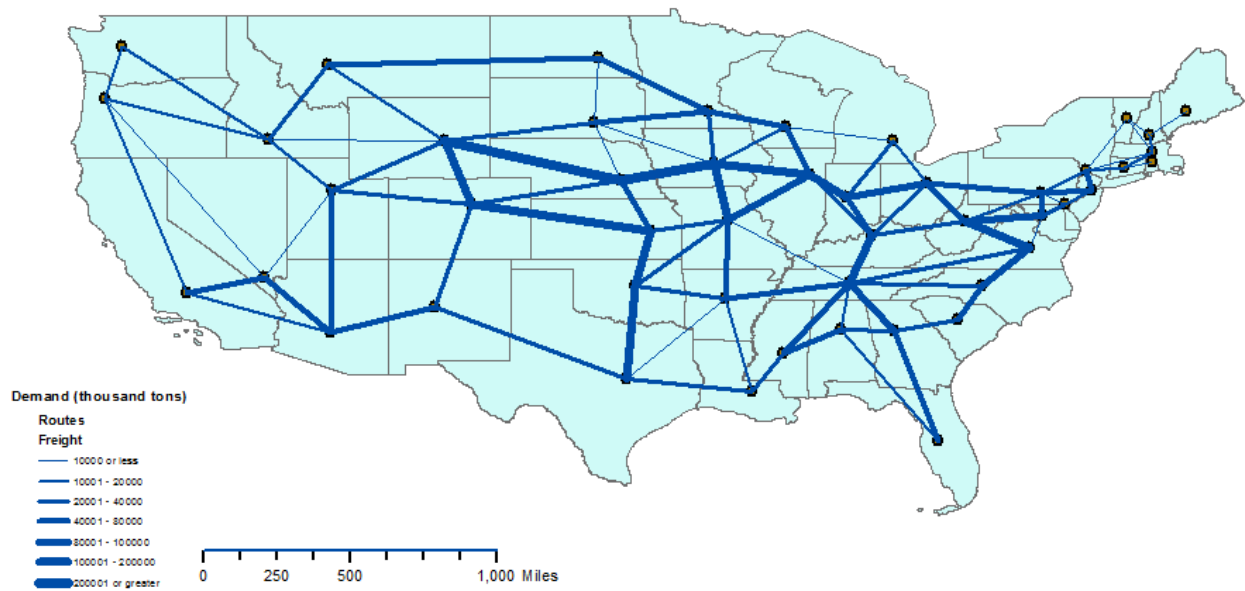 Demand (thousand tons)
Routes
Freight
10000 or less
10001 - 20000
20001 - 40000
40001 - 80000
80001 - 100000
100001 - 200000
200001 or greater
0 250 500 1,000 Miles